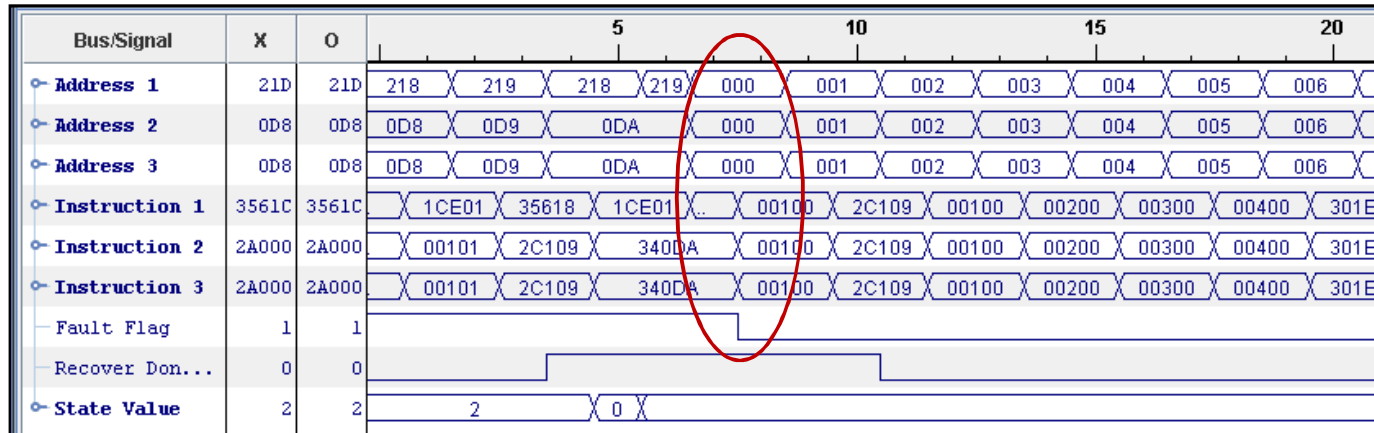 5 10 15 20
Bus/Signal X O
Address 1 21D 21D 218 219 218 219 000 001 002 003 004 005 006
Address 2 0D8 0D8 0D8 0D9 0DA 000 001 002 003 004 005 006
Address 3 0D8 0D8 0D8 0D9 0DA 000 001 002 003 004 005 006
Instruction 1 3561C 3561C . 1CE01 35618 1CE01 .. 00100 2C109 00100 00200 00300 00400 301E
Instruction 2 2A000 2A000 . 00101 2C109 340DA 00100 2C109 00100 00200 00300 00400 301E
Instruction 3 2A000 2A000 . 00101 2C109 340DA 00100 2C109 00100 00200 00300 00400 301E
Fault Flag 1 1
Recover Don... 0 0
State Value 2 2 2 0